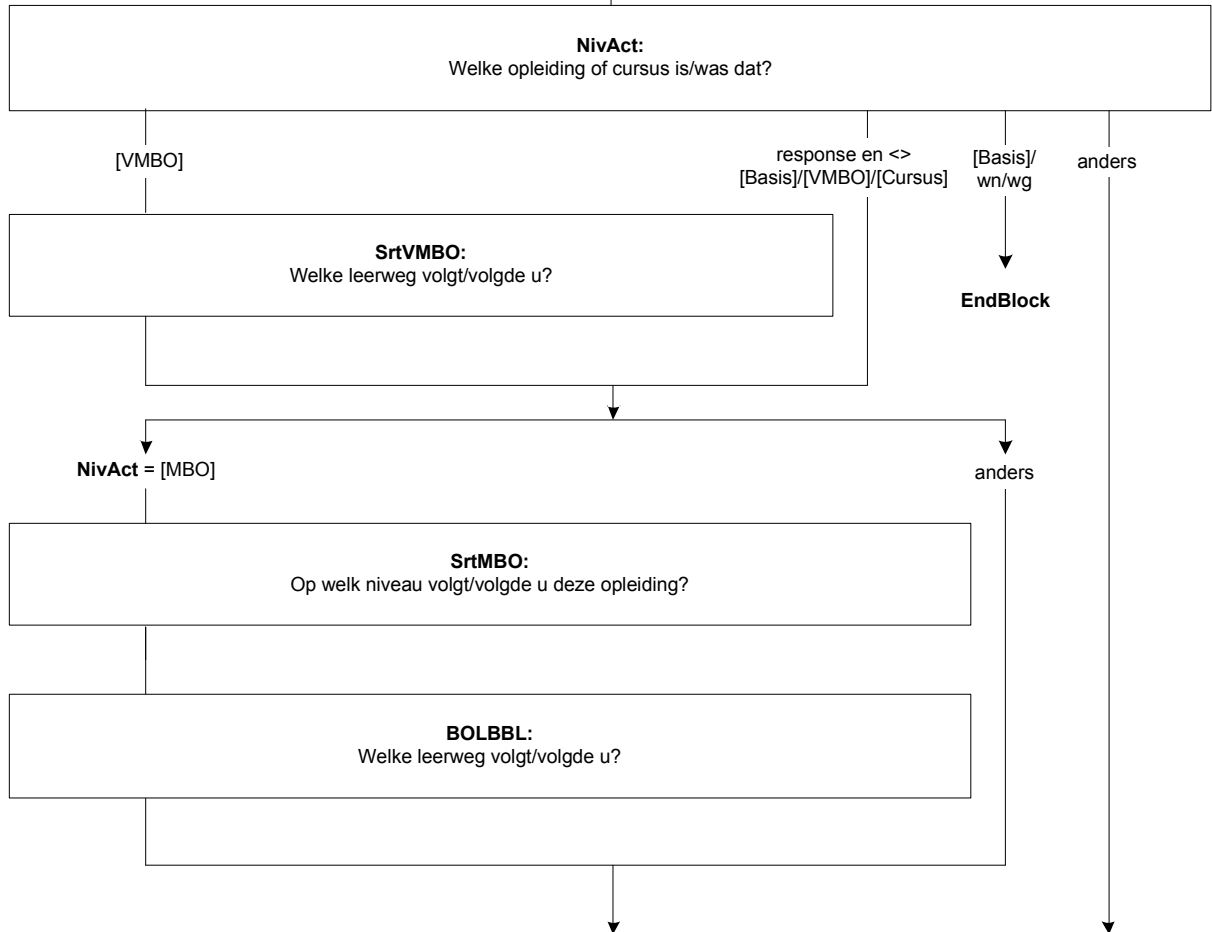 NivAct:
Welke opleiding of cursus is/was dat?
[VMBO]
response en <>
[Basis]/[VMBO]/[Cursus]
[Basis]/
wn/wg
anders
SrtVMBO:
Welke leerweg volgt/volgde u?
EndBlock
NivAct = [MBO]
anders
SrtMBO:
Op welk niveau volgt/volgde u deze opleiding?
BOLBBL:
Welke leerweg volgt/volgde u?